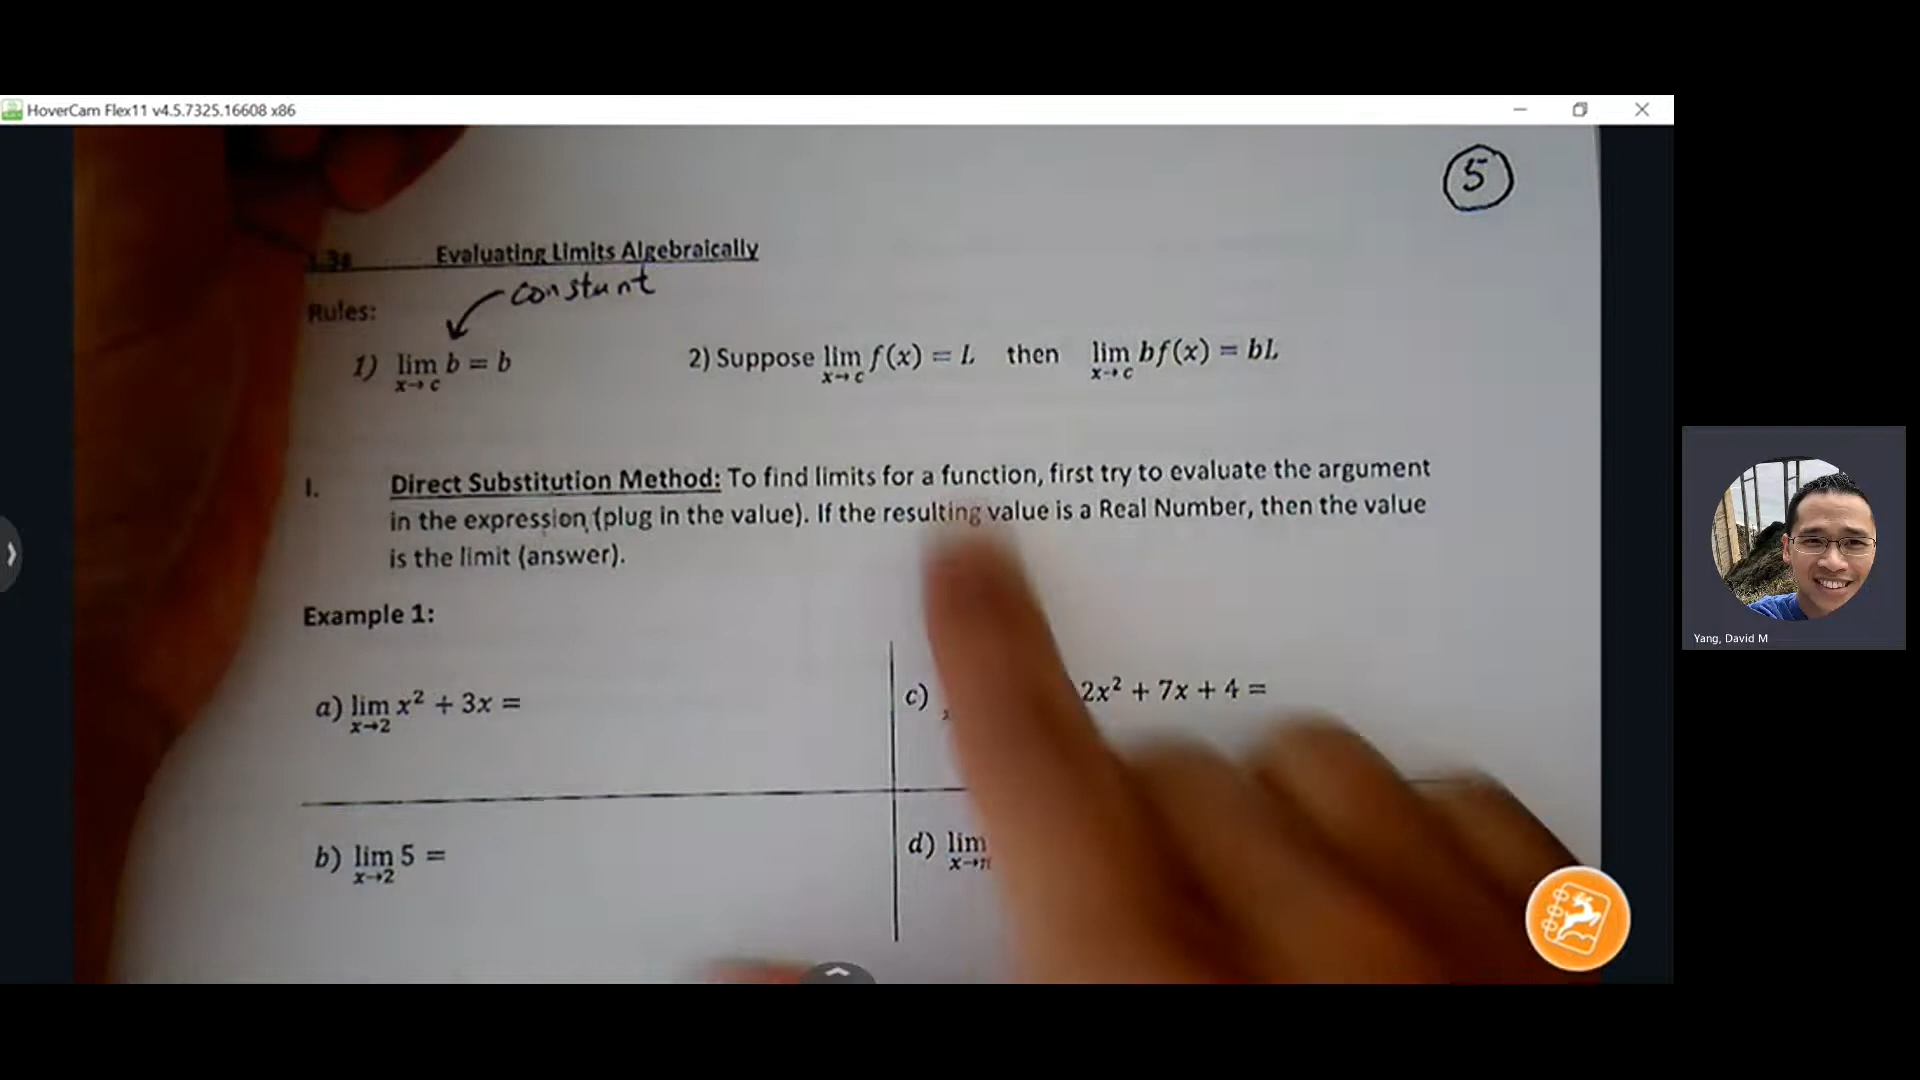 HoverCam Flex11 v4.5.7325.16608 x86
5
Evaluating Limits Algebraically
constant
Rules:
1) lim b = b
x→c
2) Suppose lim f(x) = L then lim bf(x) = bL
x→c x→c
I. Direct Substitution Method: To find limits for a function, first try to evaluate the argument
in the expression (plug in the value). If the resulting value is a Real Number, then the value
is the limit (answer).
Example 1:
a) lim x² + 3x =
x→2
c) 2x² + 7x + 4 =
b) lim 5 =
x→2
d) lim
x→
Yang, David M